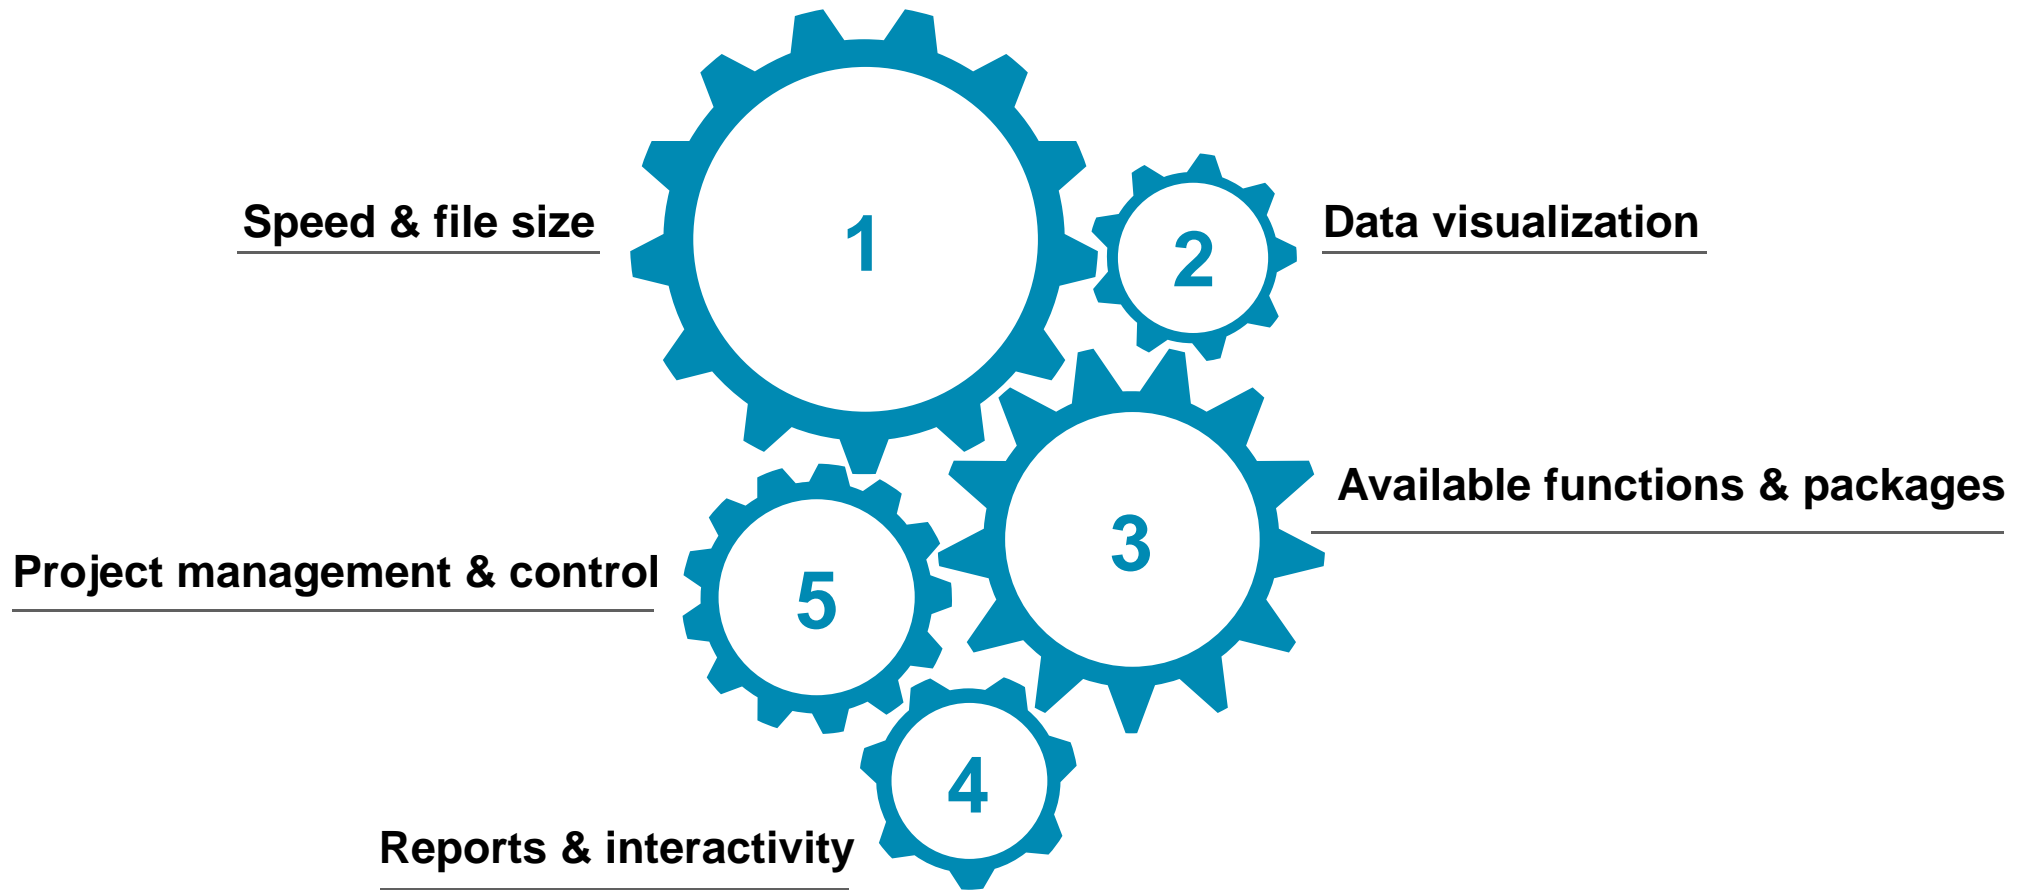 1
Speed & file size
2
Data visualization
3
Available functions & packages
5
Project management & control
4
Reports & interactivity